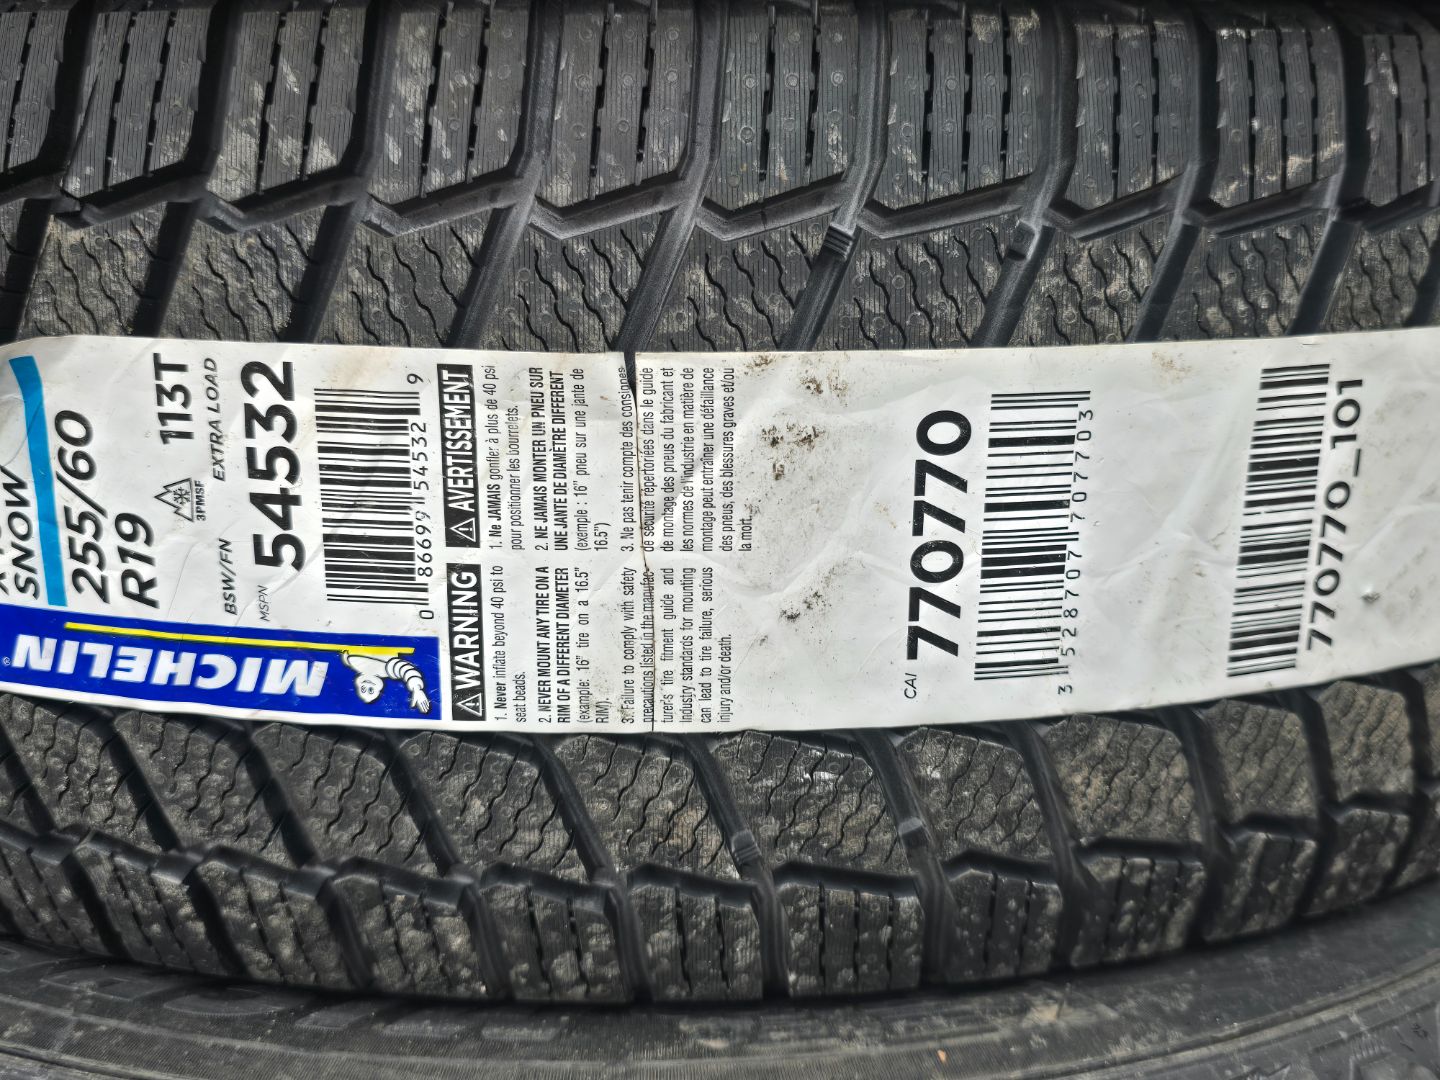 SNOW
255/60
R19
113T
3PMSF
BSW/FN
EXTRA LOAD
MSPN
54532
0 86699 54532 9
MICHELIN®
WARNING
1. Never inflate beyond 40 psi to
seat beads.
2. NEVER MOUNT ANY TIRE ON A
RIM OF A DIFFERENT DIAMETER
(example: 16" tire on a 16.5"
RIM).
3. Failure to comply with safety
precautions listed in the manufac-
turer's tire fitment guide and
Industry standards for mounting
can lead to tire failure, serious
injury and/or death.
AVERTISSEMENT
1. Ne JAMAIS gonfler à plus de 40 psi
pour positionner les bourrelets.
2. NE JAMAIS MONTER UN PNEU SUR
UNE JANTE DE DIAMÈTRE DIFFÉRENT
(exemple : 16" pneu sur une jante de
16.5")
3. Ne pas tenir compte des consignes
de sécurité répertoriées dans le guide
de montage des pneus du fabricant et
les normes de l'industrie en matière de
montage peut entraîner une défaillance
des pneus, des blessures graves et/ou
la mort.
CAI
770770
3 528707 707703
770770_101